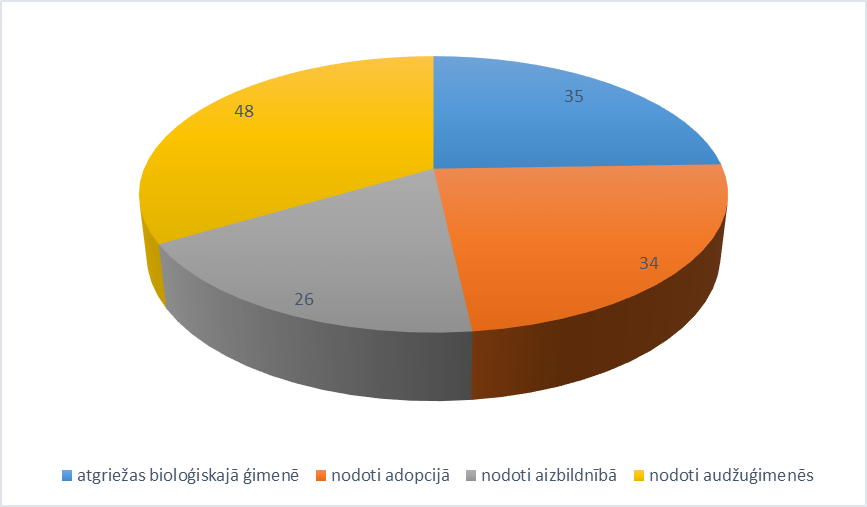 35
48
34
26
atgriežas bioloģiskajā ģimenē nodoti adopcijā nodoti aizbildnībā nodoti audžuģimenēs